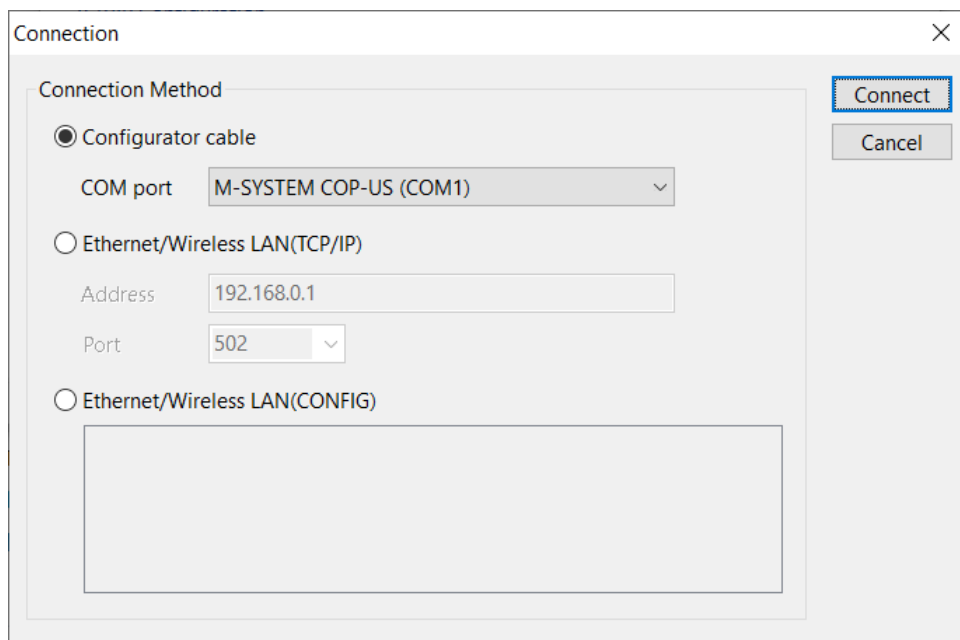 Connection
Connection Method
Connect
Configurator cable
Cancel
COM port M-SYSTEM COP-US (COM1)
Ethernet/Wireless LAN(TCP/IP)
Address 192.168.0.1
Port 502
Ethernet/Wireless LAN(CONFIG)